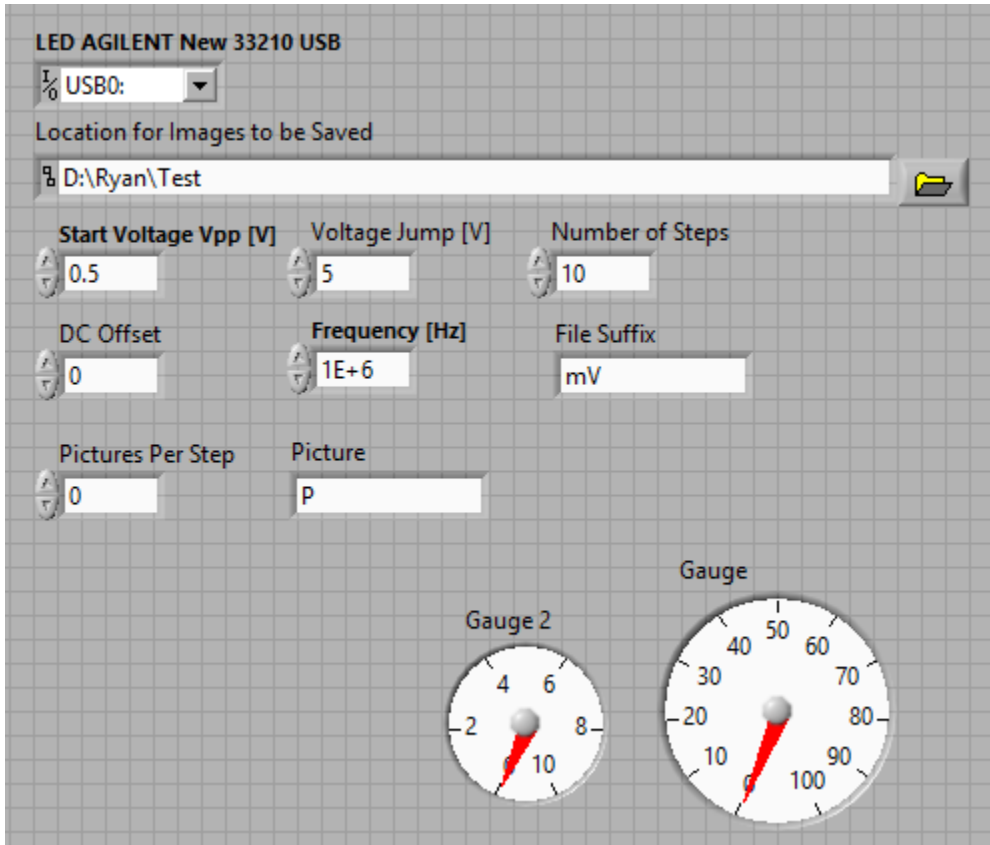 LED AGILENT New 33210 USB
I/O USB0:
Location for Images to be Saved
D:\Ryan\Test
Start Voltage Vpp [V] Voltage Jump [V] Number of Steps
0.5 5 10
DC Offset Frequency [Hz] File Suffix
0 1E+6 mV
Pictures Per Step Picture
0 P
Gauge
Gauge 2
0 2 4 6 8 10
0 10 20 30 40 50 60 70 80 90 100